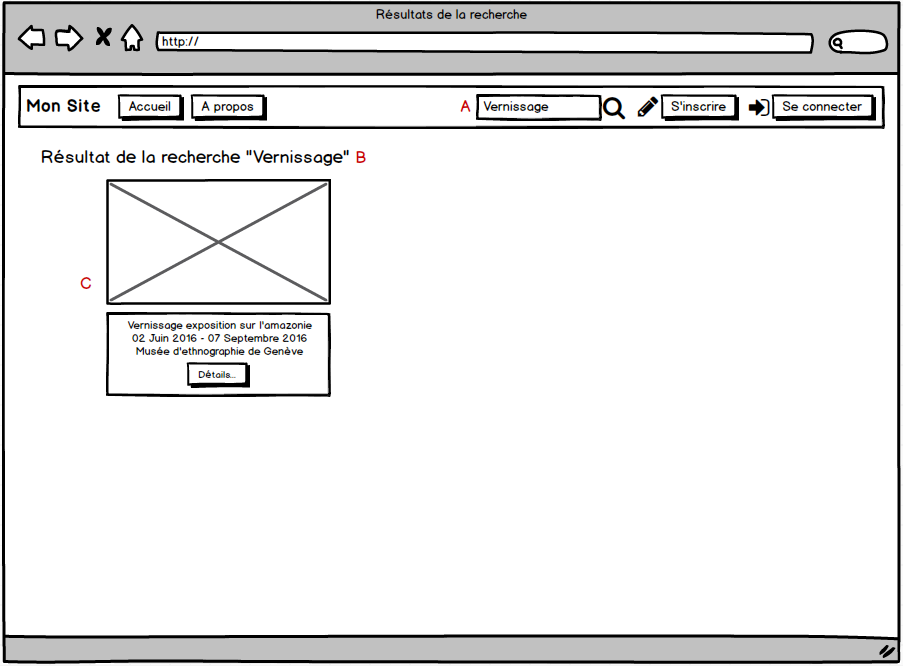 Résultats de la recherche
http://
Mon Site Accueil A propos A Vernissage S'inscrire Se connecter
Résultat de la recherche "Vernissage" B
C
Vernissage exposition sur l'amazonie
02 Juin 2016 - 07 Septembre 2016
Musée d'ethnographie de Genève
Détails...